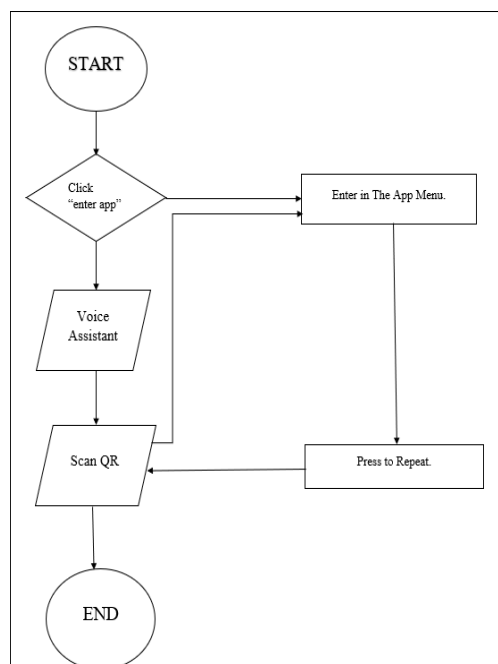 START
Click
“enter app”
Enter in The App Menu.
Voice
Assistant
Scan QR
Press to Repeat.
END